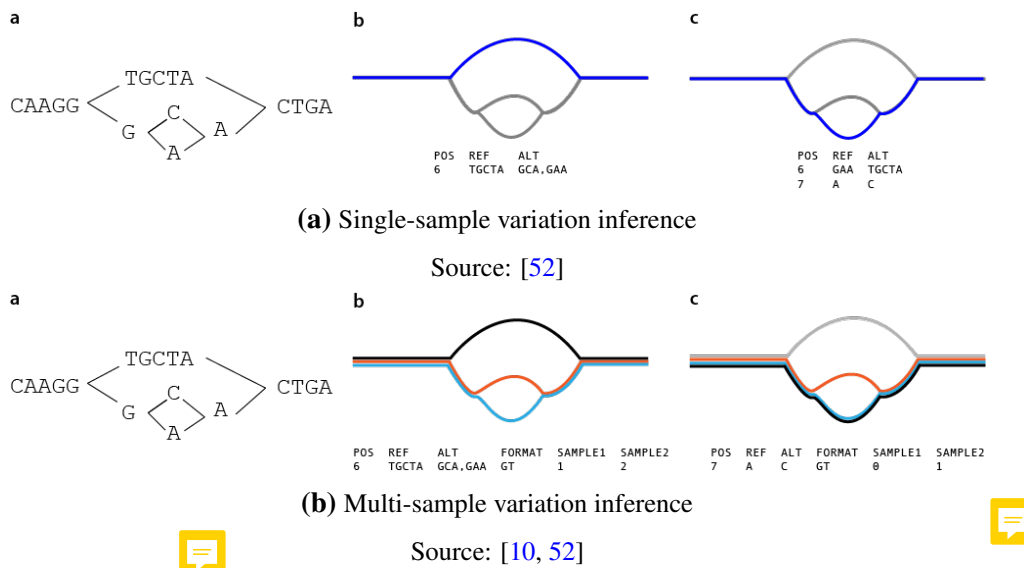 a
b
c
TGCTA
CAAGG
C
G
A
A
CTGA
POS REF ALT
6 TGCTA GCA,GAA
POS REF ALT
6 GAA TGCTA
7 A C
(a) Single-sample variation inference
Source: [52]
a
b
c
TGCTA
CAAGG
C
G
A
A
CTGA
POS REF ALT FORMAT SAMPLE1 SAMPLE2
6 TGCTA GCA,GAA GT 1 2
POS REF ALT FORMAT SAMPLE1 SAMPLE2
7 A C GT 0 1
(b) Multi-sample variation inference
Source: [10, 52]